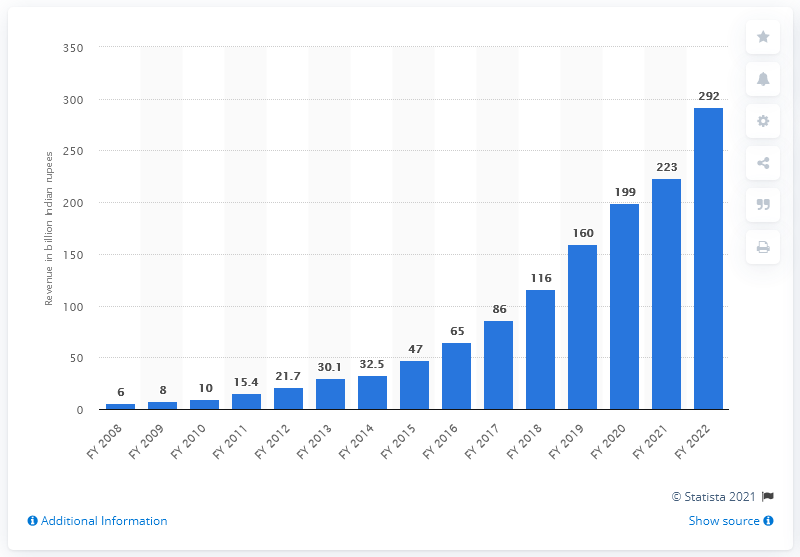 350
300
250
200
150
100
50
0
Revenue in billion Indian rupees
6
8
10
15.4
21.7
30.1
32.5
47
65
86
116
160
199
223
292
FY 2008
FY 2009
FY 2010
FY 2011
FY 2012
FY 2013
FY 2014
FY 2015
FY 2016
FY 2017
FY 2018
FY 2019
FY 2020
FY 2021
FY 2022
© Statista 2021
Additional Information
Show source